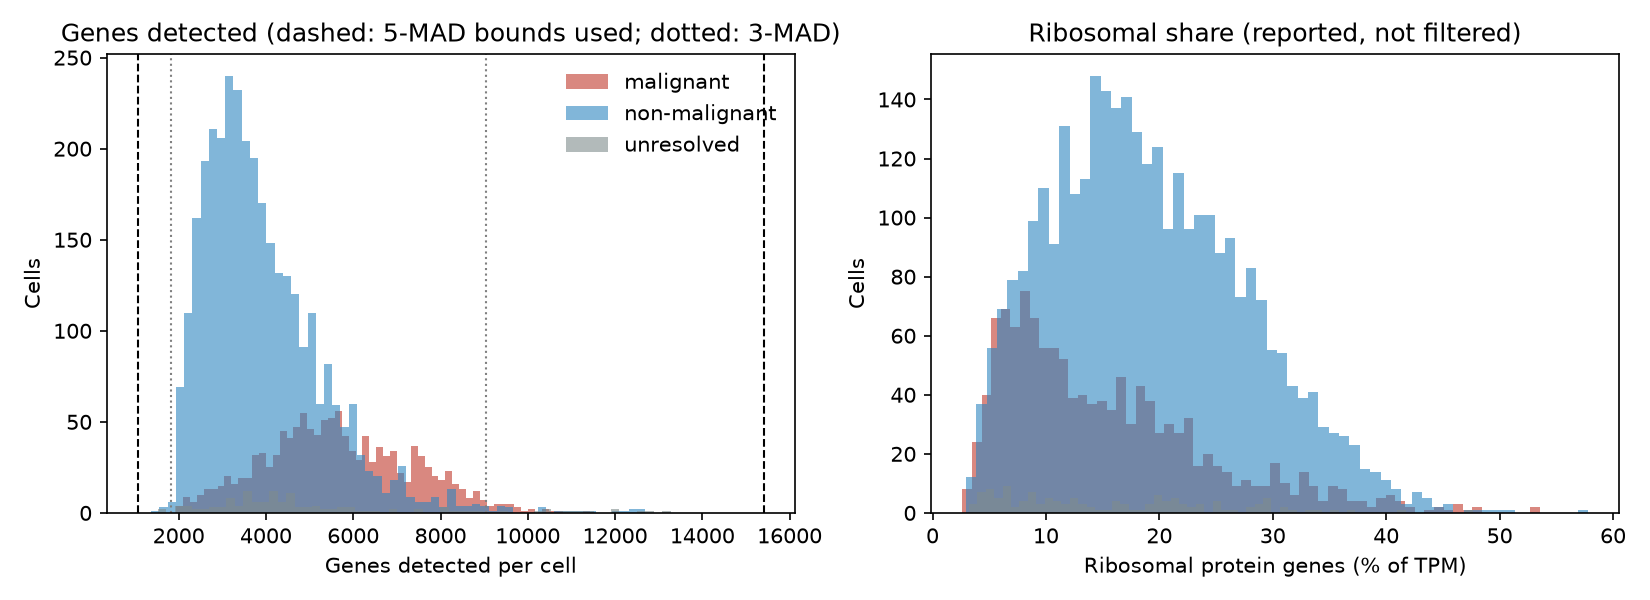 Genes detected (dashed: 5-MAD bounds used; dotted: 3-MAD)
250
200
150
100
50
0
Cells
malignant
non-malignant
unresolved
2000 4000 6000 8000 10000 12000 14000 16000
Genes detected per cell
Ribosomal share (reported, not filtered)
140
120
100
80
60
40
20
0
Cells
0 10 20 30 40 50 60
Ribosomal protein genes (% of TPM)